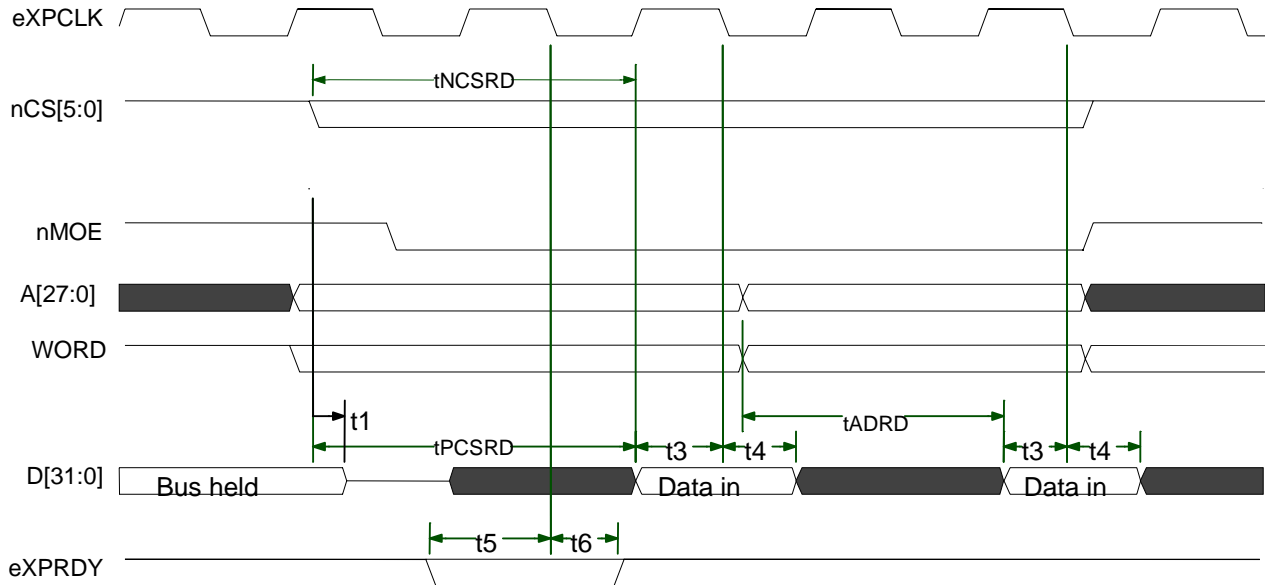 eXPCLK
tNCSRD
nCS[5:0]
nMOE
A[27:0]
WORD
t1
tADRD
tPCSRD
t3
t4
t3
t4
D[31:0]
Bus held
Data in
Data in
t5
t6
eXPRDY